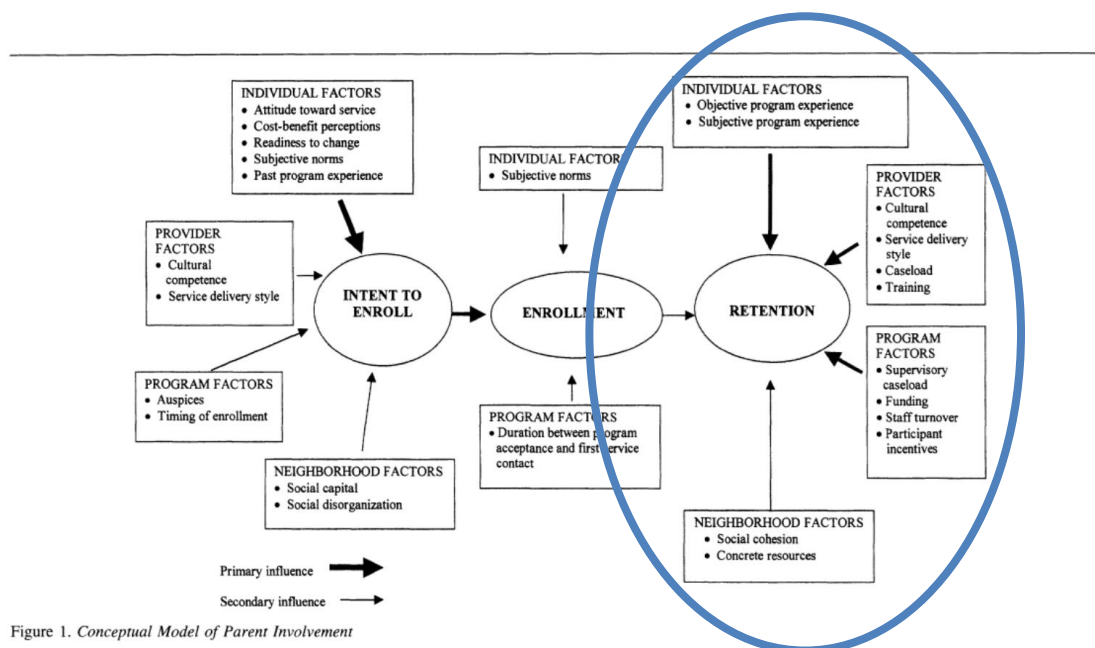 INDIVIDUAL FACTORS
• Attitude toward service
• Cost-benefit perceptions
• Readiness to change
• Subjective norms
• Past program experience
PROVIDER
FACTORS
• Cultural
competence
• Service delivery style
INTENT TO
ENROLL
PROGRAM FACTORS
• Auspices
• Timing of enrollment
NEIGHBORHOOD FACTORS
• Social capital
• Social disorganization
INDIVIDUAL FACTORS
• Subjective norms
ENROLLMENT
PROGRAM FACTORS
• Duration between program
acceptance and first service
contact
INDIVIDUAL FACTORS
• Objective program experience
• Subjective program experience
PROVIDER
FACTORS
• Cultural
competence
• Service delivery
style
• Caseload
• Training
RETENTION
PROGRAM
FACTORS
• Supervisory
caseload
• Funding
• Staff turnover
• Participant
incentives
NEIGHBORHOOD FACTORS
• Social cohesion
• Concrete resources
Primary influence
Secondary influence
Figure 1. Conceptual Model of Parent Involvement